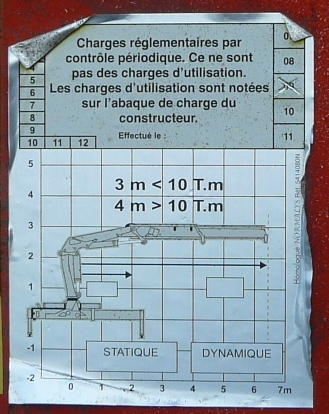 Charges réglementaires par
contrôle périodique. Ce ne sont
pas des charges d'utilisation.
Les charges d'utilisation sont notées
sur l'abaque de charge du
constructeur.
Effectué le :
4
5
6
7
8
9
10 11 12
0
08
10
11
3 m < 10 T.m
4 m > 10 T.m
5
4
3
2
1
0
-1
-2
STATIQUE
DYNAMIQUE
0 1 2 3 4 5 6 7m